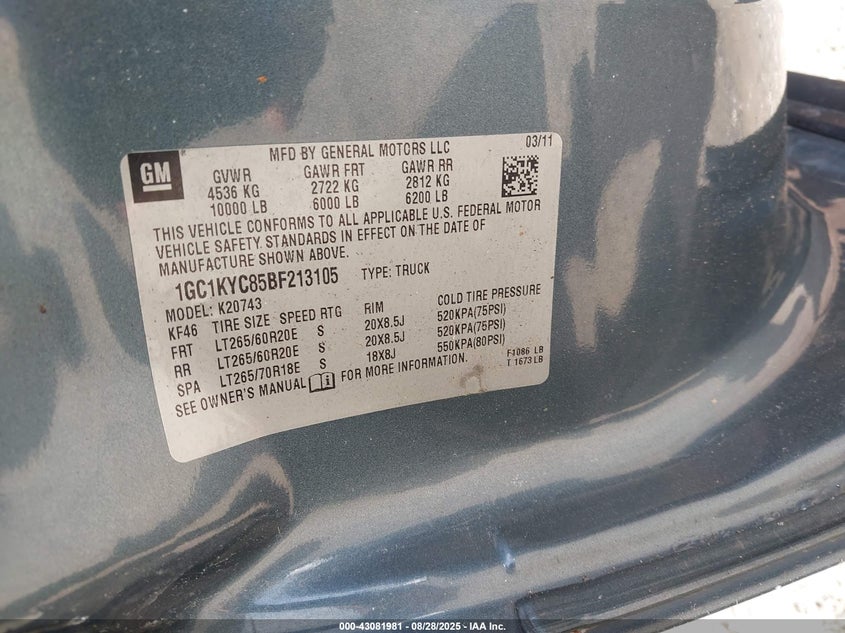 GM
MFD BY GENERAL MOTORS LLC 03/11
GVWR GAWR FRT GAWR RR
4536 KG 2722 KG 2812 KG
10000 LB 6000 LB 6200 LB
THIS VEHICLE CONFORMS TO ALL APPLICABLE U.S. FEDERAL MOTOR
VEHICLE SAFETY STANDARDS IN EFFECT ON THE DATE OF
MANUFACTURE SHOWN ABOVE.
1GC1KYC85BF213105 TYPE: TRUCK
MODEL: K20743
KF46 TIRE SIZE SPEED RTG RIM COLD TIRE PRESSURE
FRT LT265/60R20E S 20X8.5J 520KPA(75PSI)
RR LT265/60R20E S 20X8.5J 520KPA(75PSI)
SPA LT265/70R18E S 18X8J 550KPA(80PSI)
SEE OWNER'S MANUAL FOR MORE INFORMATION.
F1086 LB
T 1673LB
000-43081981 - 08/28/2025 - IAA Inc.